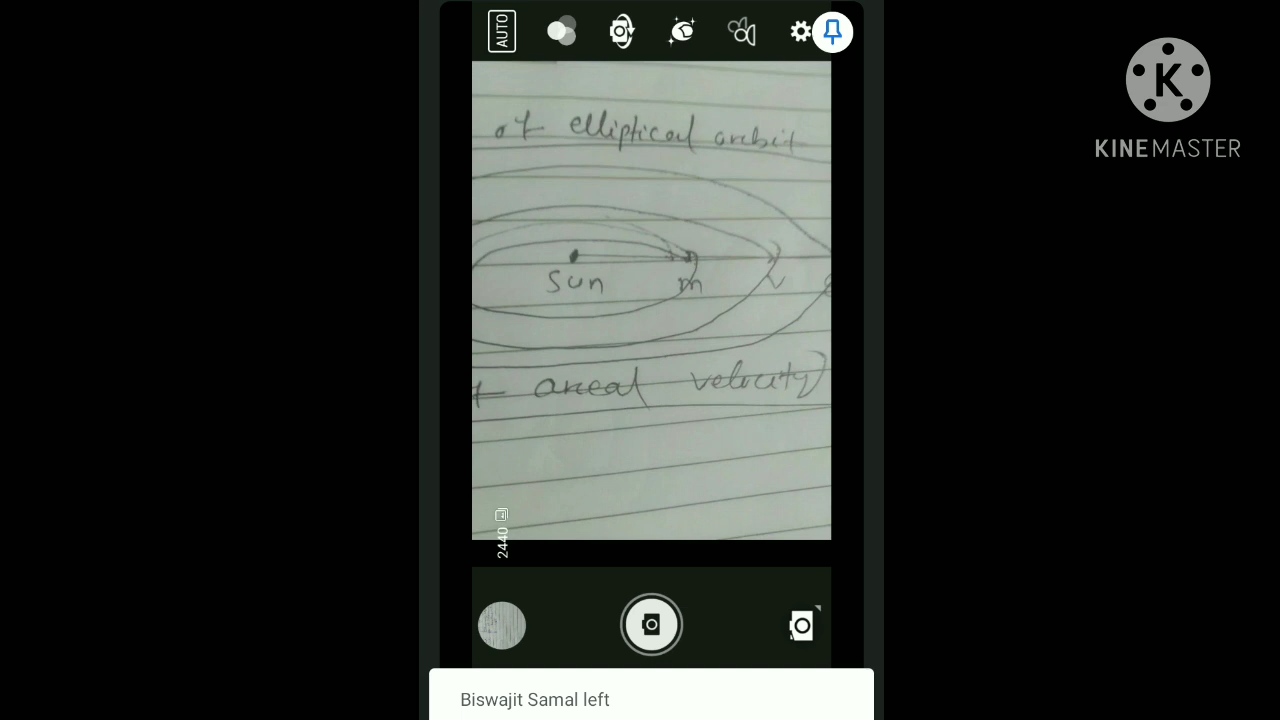 AUTO
KINEMASTER
of elliptical orbit
Sun m V
areal velocity)
2440
Biswajit Samal left